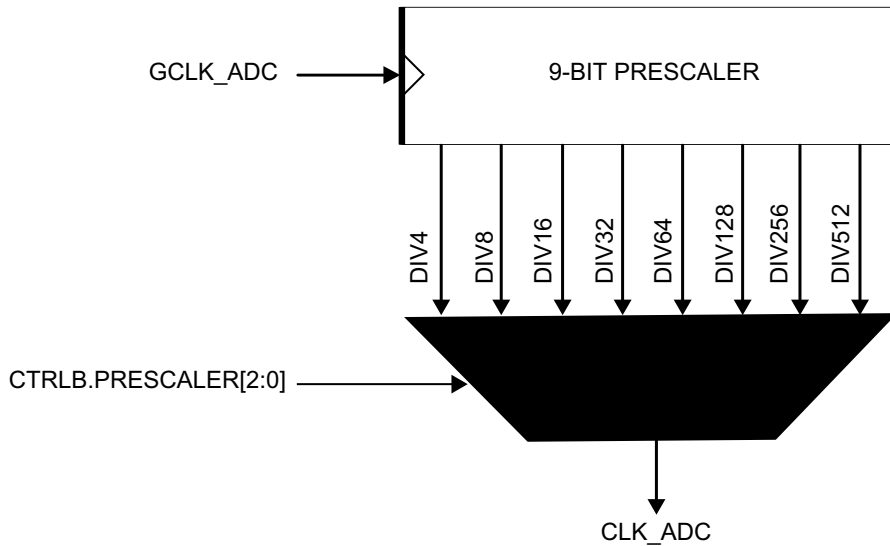 GCLK_ADC
9-BIT PRESCALER
DIV4
DIV8
DIV16
DIV32
DIV64
DIV128
DIV256
DIV512
CTRLB.PRESCALER[2:0]
CLK_ADC